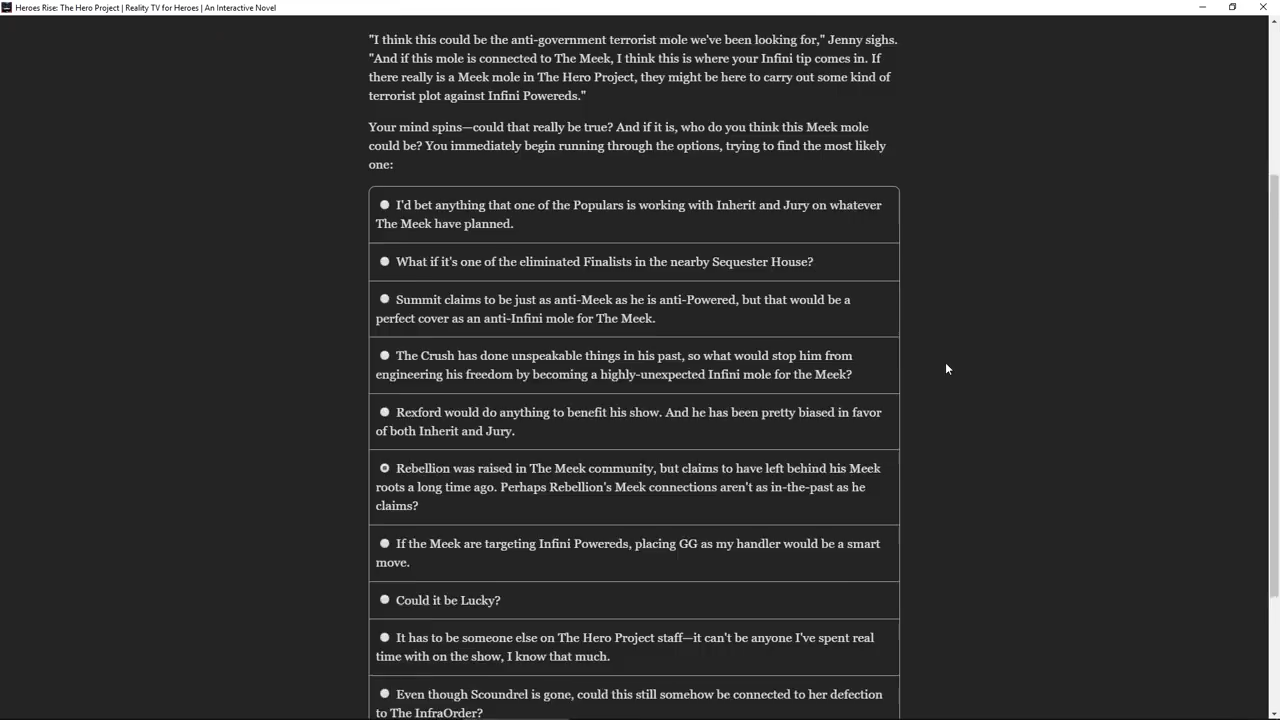 Heroes Rise: The Hero Project | Reality TV for Heroes | An Interactive Novel
"I think this could be the anti-government terrorist mole we've been looking for," Jenny sighs.
"And if this mole is connected to The Meek, I think this is where your Infini tip comes in. If
there really is a Meek mole in The Hero Project, they might be here to carry out some kind of
terrorist plot against Infini Powereds."
Your mind spins—could that really be true? And if it is, who do you think this Meek mole
could be? You immediately begin running through the options, trying to find the most likely
one:
I'd bet anything that one of the Populars is working with Inherit and Jury on whatever
The Meek have planned.
What if it's one of the eliminated Finalists in the nearby Sequester House?
Summit claims to be just as anti-Meek as he is anti-Powered, but that would be a
perfect cover as an anti-Infini mole for The Meek.
The Crush has done unspeakable things in his past, so what would stop him from
engineering his freedom by becoming a highly-unexpected Infini mole for the Meek?
Rexford would do anything to benefit his show. And he has been pretty biased in favor
of both Inherit and Jury.
Rebellion was raised in The Meek community, but claims to have left behind his Meek
roots a long time ago. Perhaps Rebellion's Meek connections aren't as in-the-past as he
claims?
If the Meek are targeting Infini Powereds, placing GG as my handler would be a smart
move.
Could it be Lucky?
It has to be someone else on The Hero Project staff—it can't be anyone I've spent real
time with on the show, I know that much.
Even though Scoundrel is gone, could this still somehow be connected to her defection
to The InfraOrder?